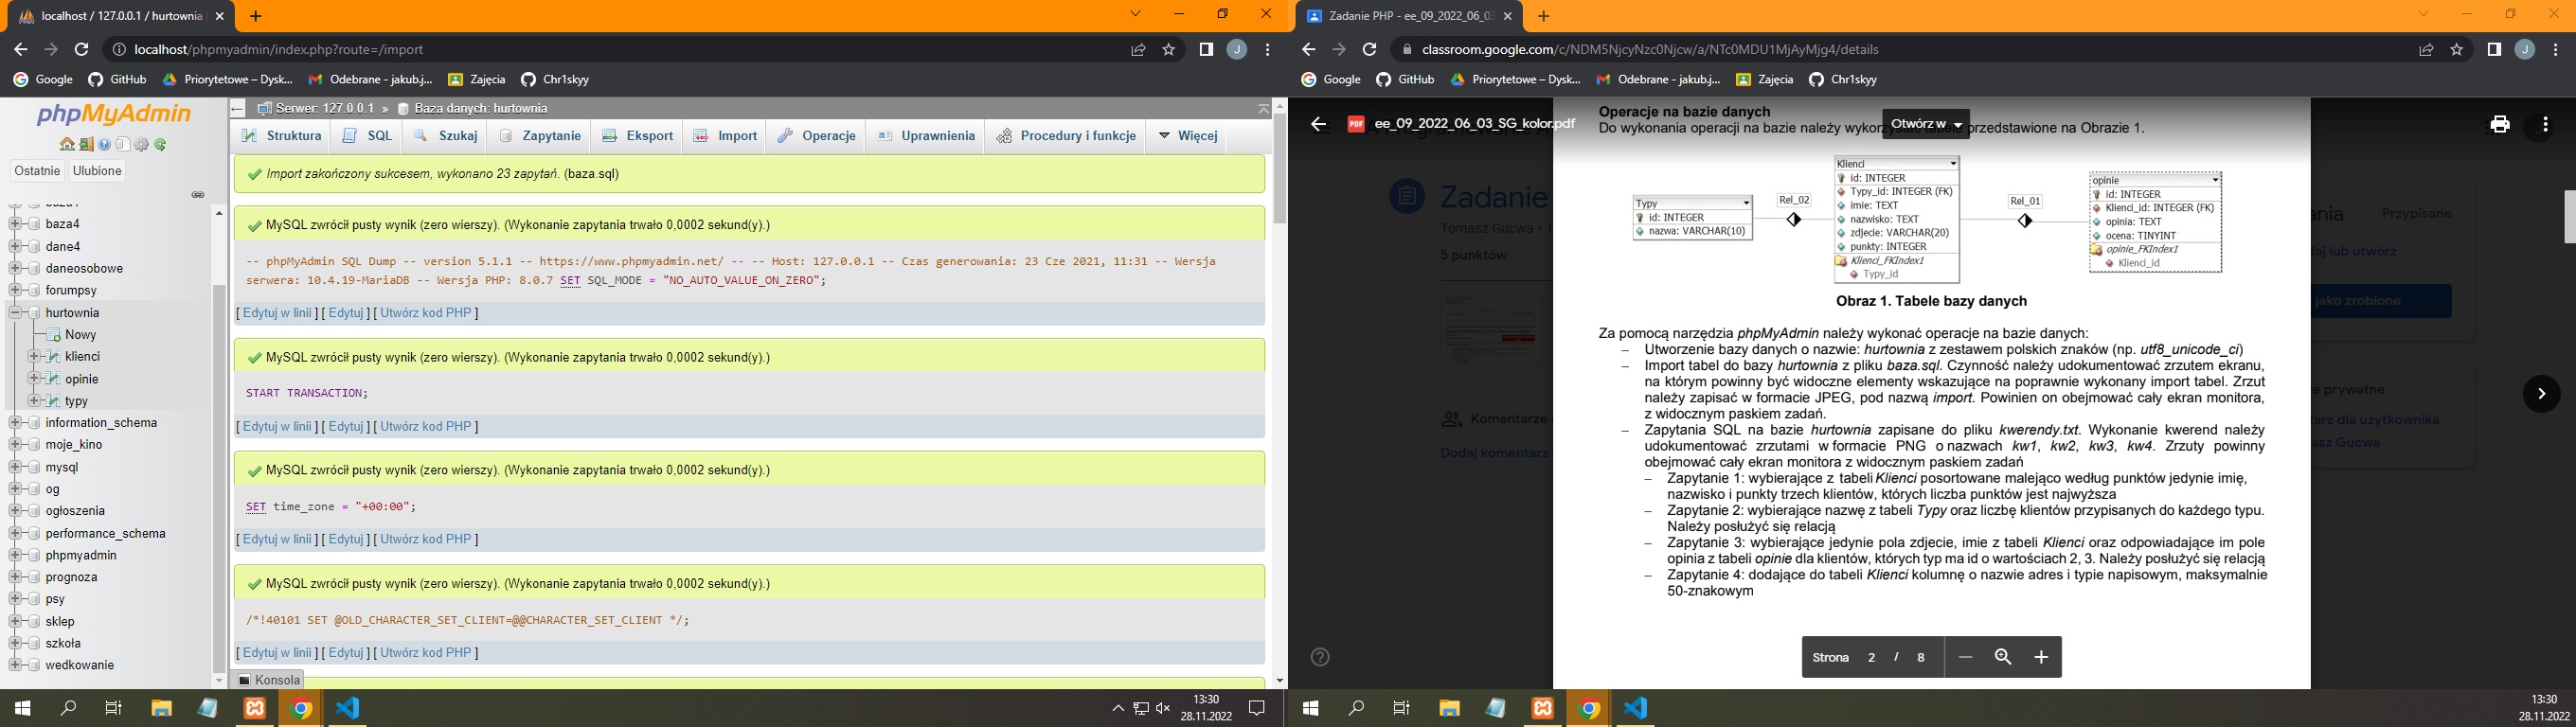 localhost / 127.0.0.1 / hurtownia
localhost/phpmyadmin/index.php?route=/import
Google GitHub Priorytetowe – Dysk... Odebrane - jakub.j... Zajęcia Chr1skyy
phpMyAdmin
Ostatnie Ulubione
baza4
dane4
daneosobowe
forumpsy
hurtownia
Nowy
klienci
opinie
typy
information_schema
moje_kino
mysql
og
ogłoszenia
performance_schema
phpmyadmin
prognoza
psy
sklep
szkoła
wedkowanie
Serwer: 127.0.0.1 » Baza danych: hurtownia
Struktura SQL Szukaj Zapytanie Eksport Import Operacje Uprawnienia Procedury i funkcje Więcej
Import zakończony sukcesem, wykonano 23 zapytań. (baza.sql)
MySQL zwrócił pusty wynik (zero wierszy). (Wykonanie zapytania trwało 0,0002 sekund(y).)
-- phpMyAdmin SQL Dump -- version 5.1.1 -- https://www.phpmyadmin.net/ -- -- Host: 127.0.0.1 -- Czas generowania: 23 Cze 2021, 11:31 -- Wersja
serwera: 10.4.19-MariaDB -- Wersja PHP: 8.0.7 SET SQL_MODE = "NO_AUTO_VALUE_ON_ZERO";
[ Edytuj w linii ] [ Edytuj ] [ Utwórz kod PHP ]
MySQL zwrócił pusty wynik (zero wierszy). (Wykonanie zapytania trwało 0,0002 sekund(y).)
START TRANSACTION;
[ Edytuj w linii ] [ Edytuj ] [ Utwórz kod PHP ]
MySQL zwrócił pusty wynik (zero wierszy). (Wykonanie zapytania trwało 0,0002 sekund(y).)
SET time_zone = "+00:00";
[ Edytuj w linii ] [ Edytuj ] [ Utwórz kod PHP ]
MySQL zwrócił pusty wynik (zero wierszy). (Wykonanie zapytania trwało 0,0002 sekund(y).)
/*!40101 SET @OLD_CHARACTER_SET_CLIENT=@@CHARACTER_SET_CLIENT */;
[ Edytuj w linii ] [ Edytuj ] [ Utwórz kod PHP ]
Konsola
13:30
28.11.2022
Zadanie PHP - ee_09_2022_06_03
classroom.google.com/c/NDM5NjcyNzc0Njcw/a/NTc0MDU1MjAyMjg4/details
Google GitHub Priorytetowe – Dysk... Odebrane - jakub.j... Zajęcia Chr1skyy
PDF ee_09_2022_06_03_SG_kolor.pdf
Otwórz w
Zadanie
Tomasz Gucwa
5 punktów
Komentarze
Dodaj komentarz
Przypisane
lub utwórz
jako zrobione
prywatne
dla użytkownika
Gucwa
Operacje na bazie danych
Do wykonania operacji na bazie należy wykorzystać tabele przedstawione na Obrazie 1.
Typy
id: INTEGER
nazwa: VARCHAR(10)
Rel_02
Klienci
id: INTEGER
Typy_id: INTEGER (FK)
imie: TEXT
nazwisko: TEXT
zdjecie: VARCHAR(20)
punkty: INTEGER
Klienci_FKIndex1
Typy_id
Rel_01
opinie
id: INTEGER
Klienci_id: INTEGER (FK)
opinia: TEXT
ocena: TINYINT
opinie_FKIndex1
Klienci_id
Obraz 1. Tabele bazy danych
Za pomocą narzędzia phpMyAdmin należy wykonać operacje na bazie danych:
– Utworzenie bazy danych o nazwie: hurtownia z zestawem polskich znaków (np. utf8_unicode_ci)
– Import tabel do bazy hurtownia z pliku baza.sql. Czynność należy udokumentować zrzutem ekranu,
na którym powinny być widoczne elementy wskazujące na poprawnie wykonany import tabel. Zrzut
należy zapisać w formacie JPEG, pod nazwą import. Powinien on obejmować cały ekran monitora,
z widocznym paskiem zadań.
– Zapytania SQL na bazie hurtownia zapisane do pliku kwerendy.txt. Wykonanie kwerend należy
udokumentować zrzutami w formacie PNG o nazwach kw1, kw2, kw3, kw4. Zrzuty powinny
obejmować cały ekran monitora z widocznym paskiem zadań
– Zapytanie 1: wybierające z tabeli Klienci posortowane malejąco według punktów jedynie imię,
nazwisko i punkty trzech klientów, których liczba punktów jest najwyższa
– Zapytanie 2: wybierające nazwę z tabeli Typy oraz liczbę klientów przypisanych do każdego typu.
Należy posłużyć się relacją
– Zapytanie 3: wybierające jedynie pola zdjecie, imie z tabeli Klienci oraz odpowiadające im pole
opinia z tabeli opinie dla klientów, których typ ma id o wartościach 2, 3. Należy posłużyć się relacją
– Zapytanie 4: dodające do tabeli Klienci kolumnę o nazwie adres i typie napisowym, maksymalnie
50-znakowym
Strona 2 / 8
13:30
28.11.2022